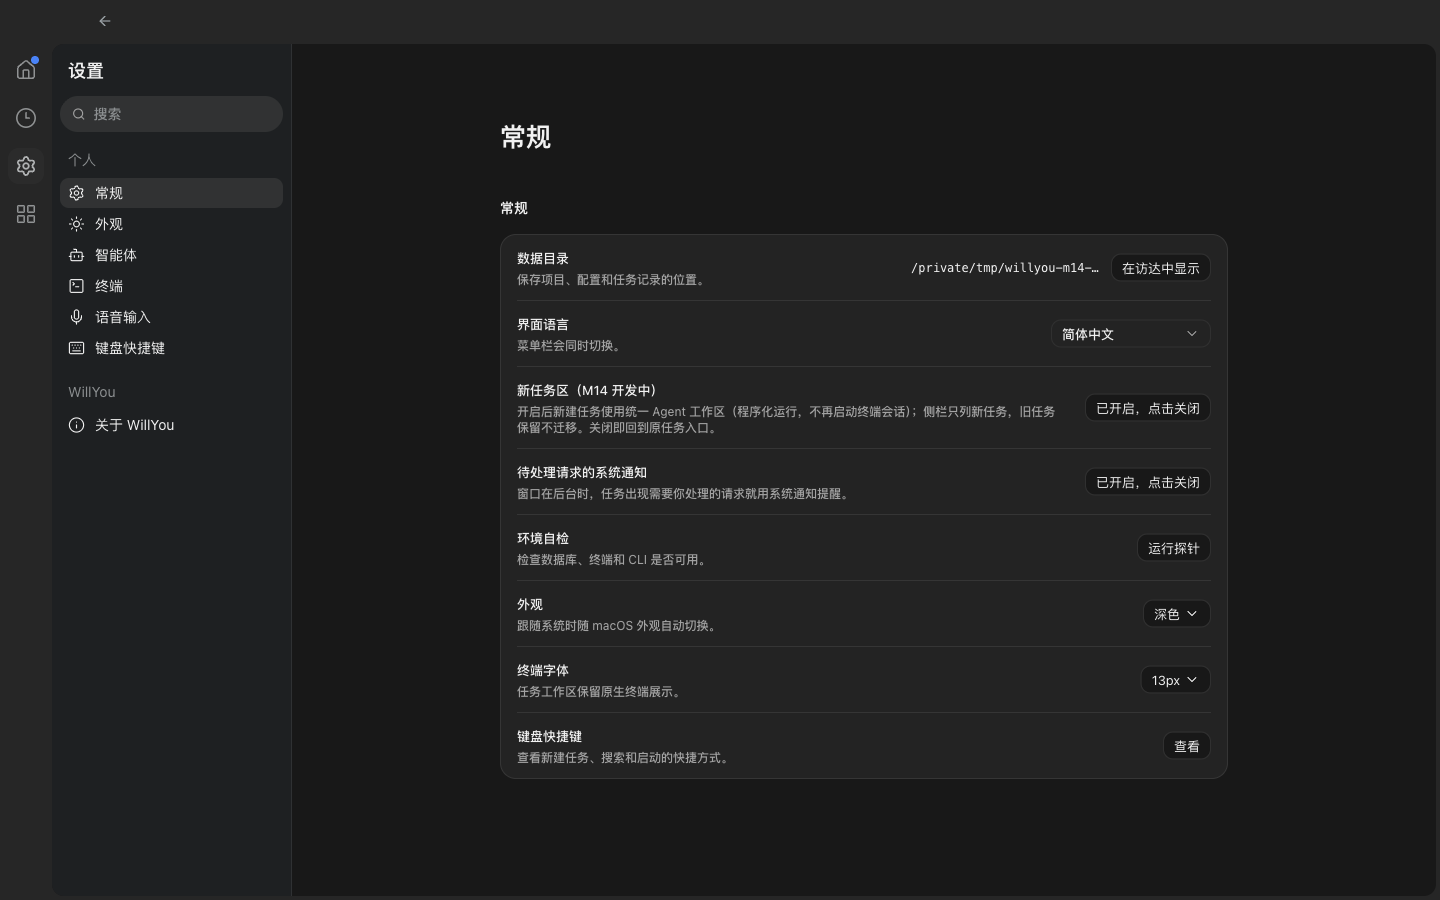 设置
搜索
个人
常规
外观
智能体
终端
语音输入
键盘快捷键
WillYou
关于 WillYou
常规
常规
数据目录
保存项目、配置和任务记录的位置。
/private/tmp/willyou-m14-…
在访达中显示
界面语言
菜单栏会同时切换。
简体中文
新任务区（M14 开发中）
开启后新建任务使用统一 Agent 工作区（程序化运行，不再启动终端会话）；侧栏只列新任务，旧任务
保留不迁移。关闭即回到原任务入口。
已开启，点击关闭
待处理请求的系统通知
窗口在后台时，任务出现需要你处理的请求就用系统通知提醒。
已开启，点击关闭
环境自检
检查数据库、终端和 CLI 是否可用。
运行探针
外观
跟随系统时随 macOS 外观自动切换。
深色
终端字体
任务工作区保留原生终端展示。
13px
键盘快捷键
查看新建任务、搜索和启动的快捷方式。
查看